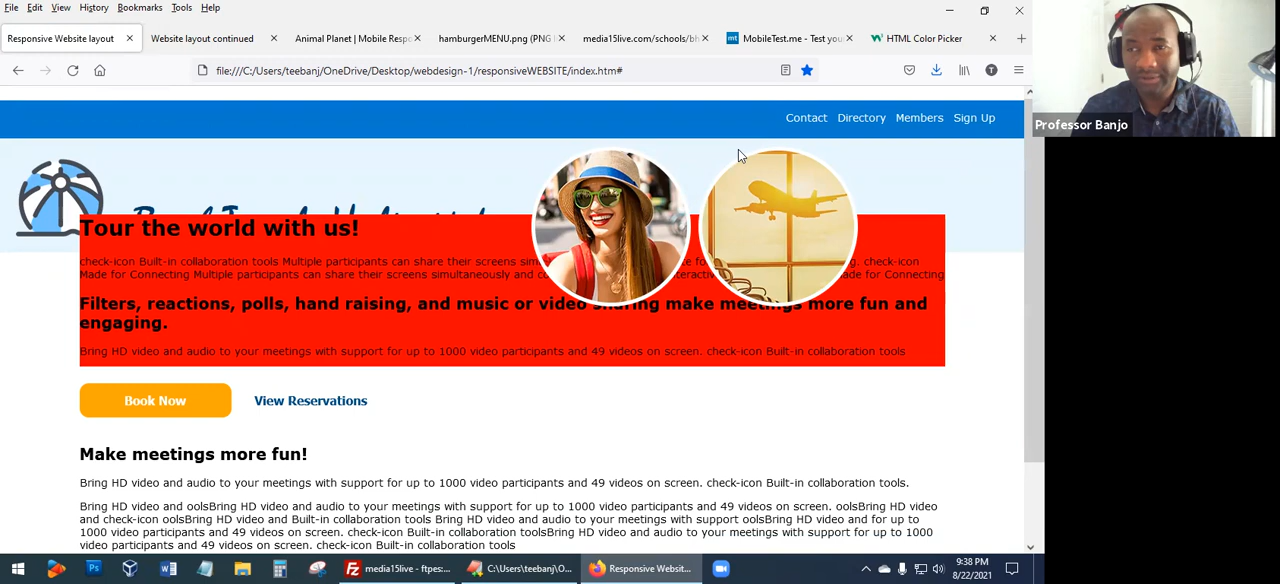 File Edit View History Bookmarks Tools Help
Responsive Website layout
Website layout continued
Animal Planet | Mobile Resp
hamburgerMENU.png (PNG
media15live.com/schools/bh
mt MobileTest.me - Test you
HTML Color Picker
file:///C:/Users/teebanj/OneDrive/Desktop/webdesign-1/responsiveWEBSITE/index.htm#
T
Professor Banjo
Contact Directory Members Sign Up
Tour the world with us!
check-icon Built-in collaboration tools Multiple participants can share their screens check-icon
Made for Connecting Multiple participants can share their screens simultaneously and for Connecting
Filters, reactions, polls, hand raising, and music or video sharing make meetings more fun and
engaging.
Bring HD video and audio to your meetings with support for up to 1000 video participants and 49 videos on screen. check-icon Built-in collaboration tools
Book Now View Reservations
Make meetings more fun!
Bring HD video and audio to your meetings with support for up to 1000 video participants and 49 videos on screen. check-icon Built-in collaboration tools.
Bring HD video and oolsBring HD video and audio to your meetings with support for up to 1000 video participants and 49 videos on screen. oolsBring HD video
and check-icon oolsBring HD video and Built-in collaboration tools Bring HD video and audio to your meetings with support oolsBring HD video and for up to
1000 video participants and 49 videos on screen. check-icon Built-in collaboration toolsBring HD video and audio to your meetings with support for up to 1000
video participants and 49 videos on screen. check-icon Built-in collaboration tools
Ps
W
Fz media15live - ftpes...
C:\Users\teebanj\O...
Responsive Websit...
9:38 PM
8/22/2021